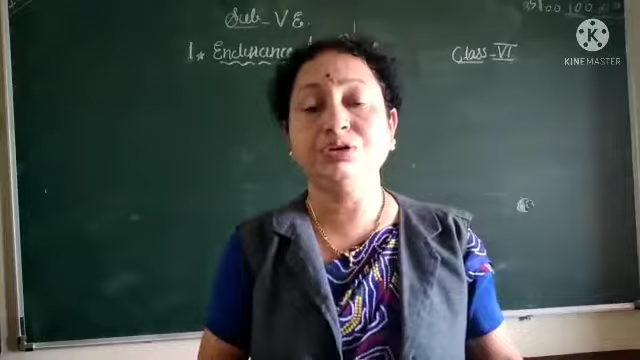 Sub - V E.
1 * Endurance
Class - VI
K
KINEMASTER